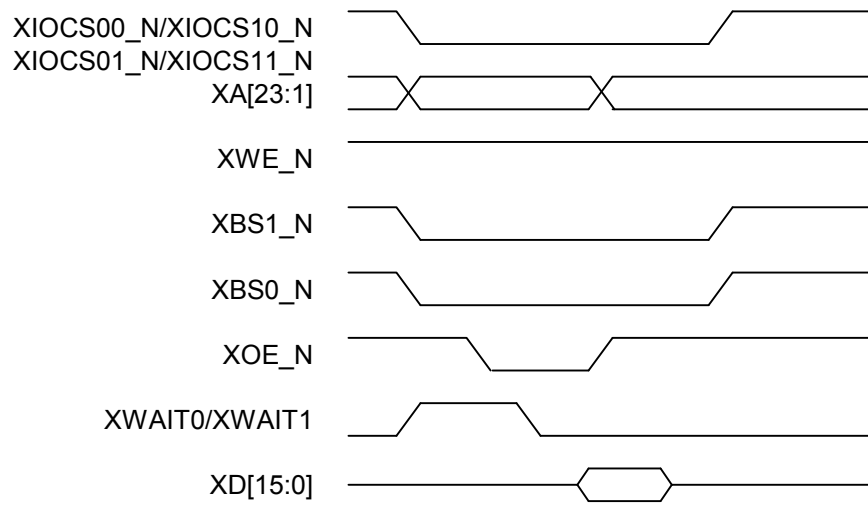 XIOCS00_N/XIOCS10_N
XIOCS01_N/XIOCS11_N
XA[23:1]
XWE_N
XBS1_N
XBS0_N
XOE_N
XWAIT0/XWAIT1
XD[15:0]